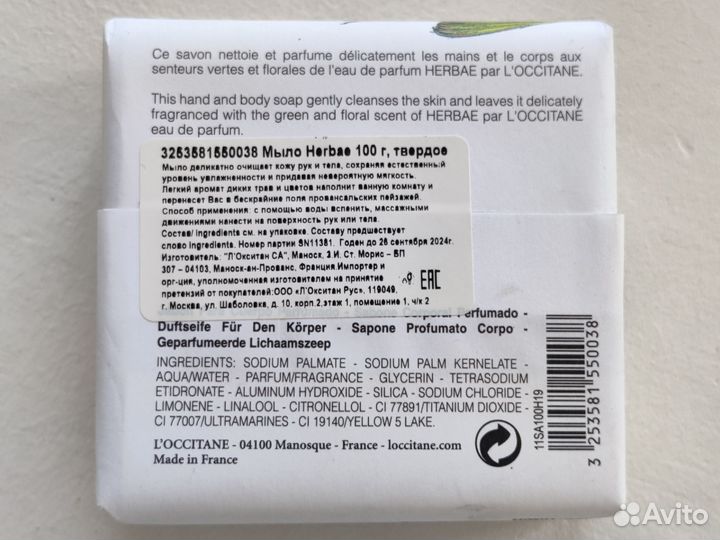 Ce savon nettoie et parfume délicatement les mains et le corps aux
senteurs vertes et florales de l'eau de parfum HERBAE par L'OCCITANE.
This hand and body soap gently cleanses the skin and leaves it delicately
fragranced with the green and floral scent of HERBAE par L'OCCITANE
eau de parfum.
3253581550038 Мыло Herbae 100 г, твердое
Мыло деликатно очищает кожу рук и тела, сохраняя естественный
уровень увлажненности и придавая невероятную мягкость.
Легкий аромат диких трав и цветов наполнит ванную комнату и
перенесет Вас в бескрайние поля провансальских пейзажей.
Способ применения: с помощью воды вспенить, массажными
движениями нанести на поверхность рук или тела.
Состав/ ingredients см. на упаковке. Составу предшествует
слово ingredients. Номер партии SN11381. Годен до 26 сентября 2024г.
Изготовитель: "Л'Окситан СА", Маноск, З.И. Ст. Морис – БП
307 – 04103, Маноск-ан-Прованс, Франция.Импортер и
орг-ция, уполномоченная изготовителем на принятие
претензий от покупателей:ООО «Л'Окситан Рус», 119049,
г. Москва, ул. Шаболовка, д. 10, корп.2,этаж 1, помещение 1, ч/к 2
EAC
Corporal Perfumado -
Duftseife Für Den Körper - Sapone Profumato Corpo -
Geparfumeerde Lichaamszeep
INGREDIENTS: SODIUM PALMATE - SODIUM PALM KERNELATE -
AQUA/WATER - PARFUM/FRAGRANCE - GLYCERIN - TETRASODIUM
ETIDRONATE - ALUMINUM HYDROXIDE - SILICA - SODIUM CHLORIDE -
LIMONENE - LINALOOL - CITRONELLOL - CI 77891/TITANIUM DIOXIDE -
CI 77007/ULTRAMARINES - CI 19140/YELLOW 5 LAKE.
L'OCCITANE - 04100 Manosque - France - loccitane.com
Made in France
11SA100H19
3 253581 550038
Avito